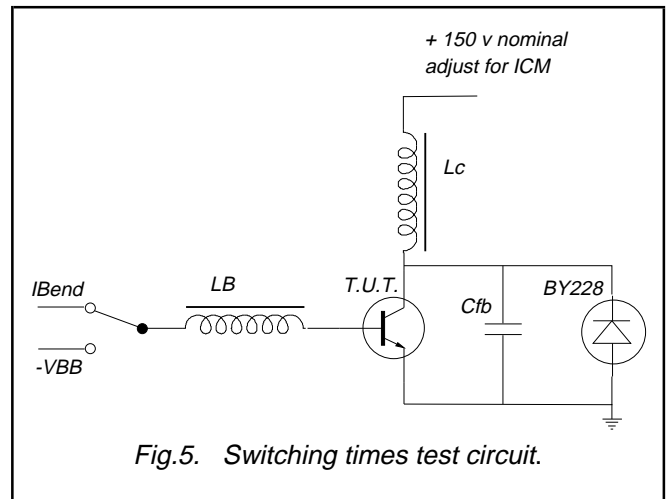 + 150 v nominal
adjust for ICM
Lc
IBend
LB
T.U.T.
Cfb
BY228
-VBB
Fig.5. Switching times test circuit.